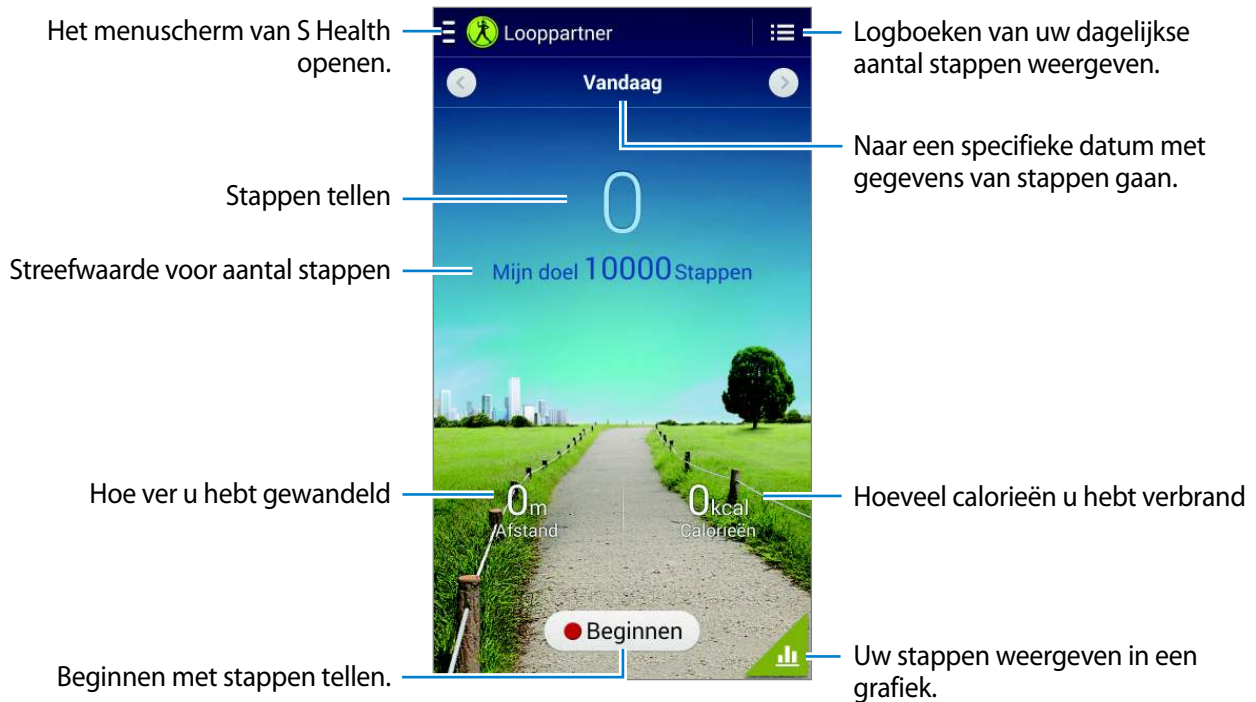 Het menuscherm van S Health
openen.
Looppartner
Logboeken van uw dagelijkse
aantal stappen weergeven.
Vandaag
Naar een specifieke datum met
gegevens van stappen gaan.
Stappen tellen
0
Streefwaarde voor aantal stappen
Mijn doel 10000 Stappen
Hoe ver u hebt gewandeld
0m
Afstand
0kcal
Calorieën
Hoeveel calorieën u hebt verbrand
Beginnen
Beginnen met stappen tellen.
Uw stappen weergeven in een
grafiek.